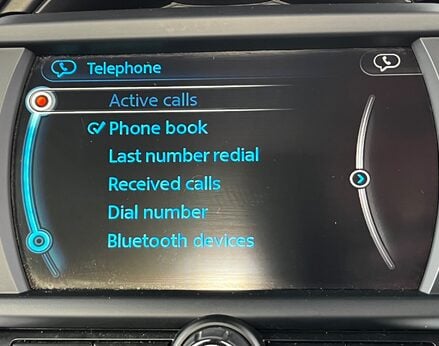 Telephone
Active calls
Phone book
Last number redial
Received calls
Dial number
Bluetooth devices